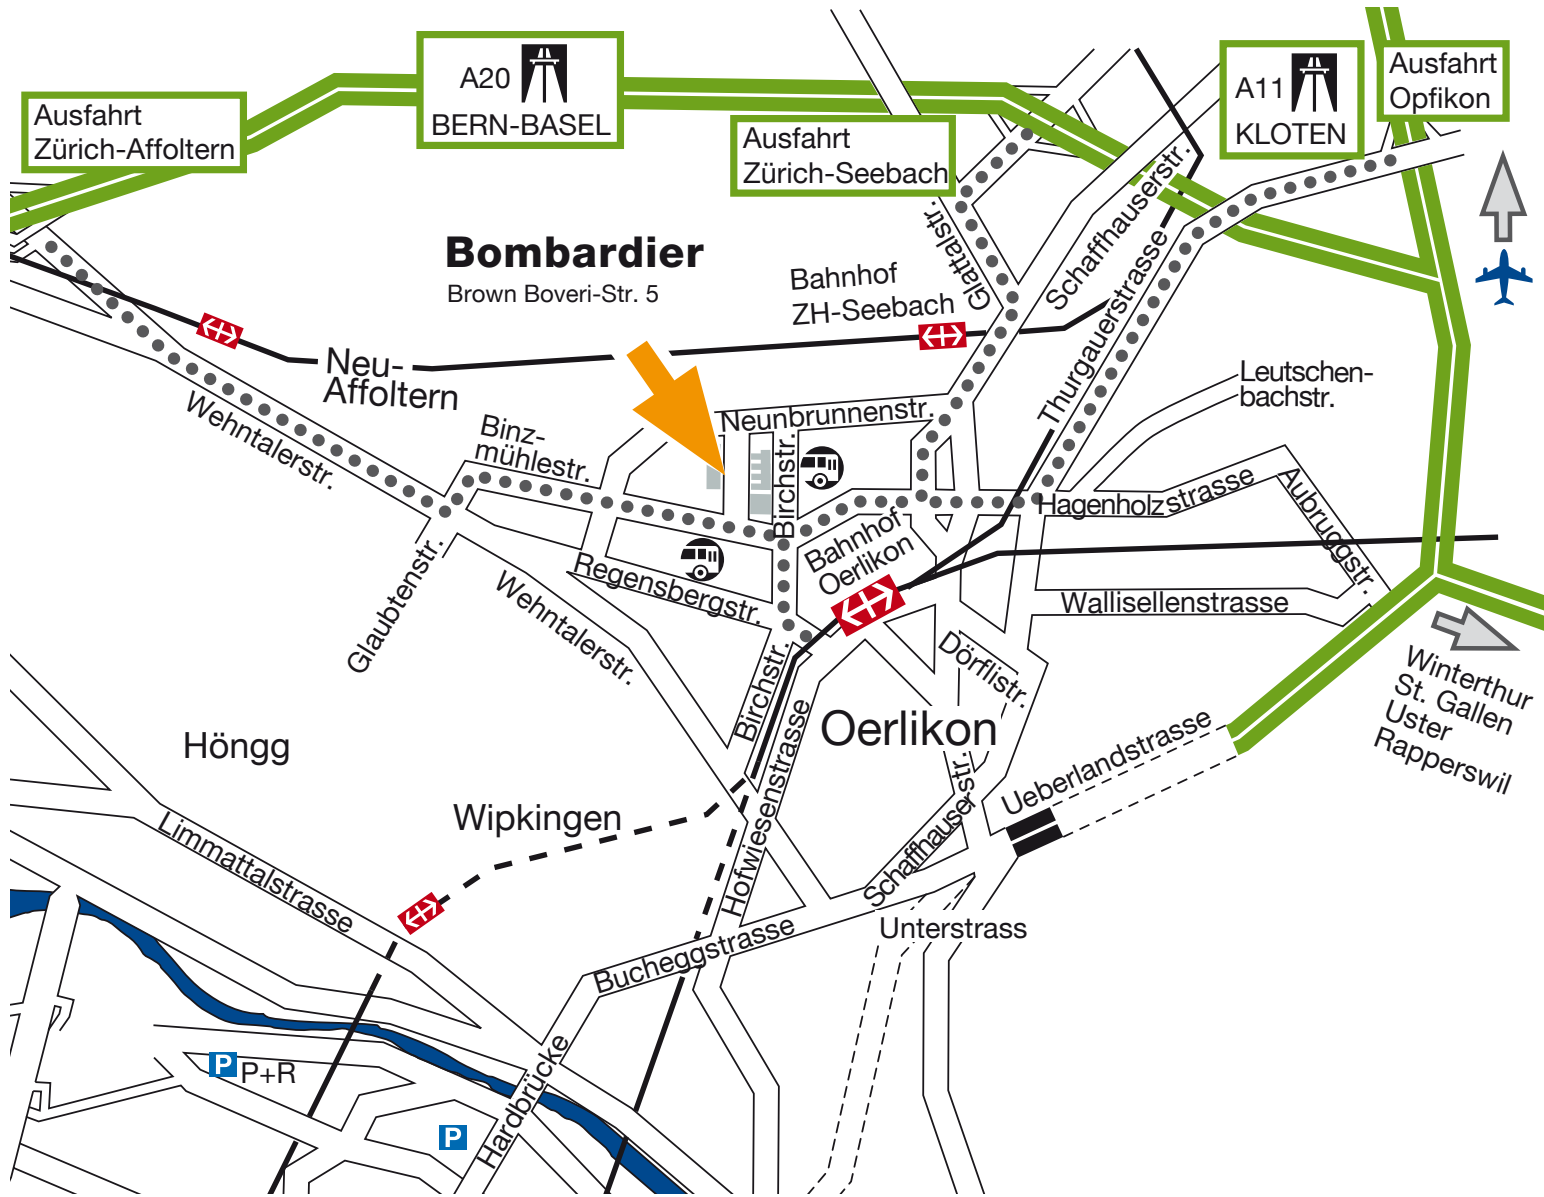 A20
BERN-BASEL
A11
KLOTEN
Ausfahrt
Opfikon
Ausfahrt
Zürich-Affoltern
Ausfahrt
Zürich-Seebach
Bombardier
Brown Boveri-Str. 5
Bahnhof
ZH-Seebach
Glattalstr.
Schaffhauserstr.
Thurgauerstrasse
Neu-
Affoltern
Leutschen-
bachstr.
Wehntalerstr.
Binz-
mühlestr.
Neunbrunnenstr.
Birchstr.
Hagenholzstrasse
Aubruggstr.
Bahnhof
Oerlikon
Regensbergstr.
Glaubtenstr.
Wehntalerstr.
Wallisellenstrasse
Dörflistr.
Birchstr.
Winterthur
St. Gallen
Uster
Rapperswil
Höngg
Oerlikon
Hofwiesenstrasse
Ueberlandstrasse
Wipkingen
Schaffhauserstr.
Limmattalstrasse
Bucheggstrasse
Unterstrass
Hardbrücke
P P+R
P